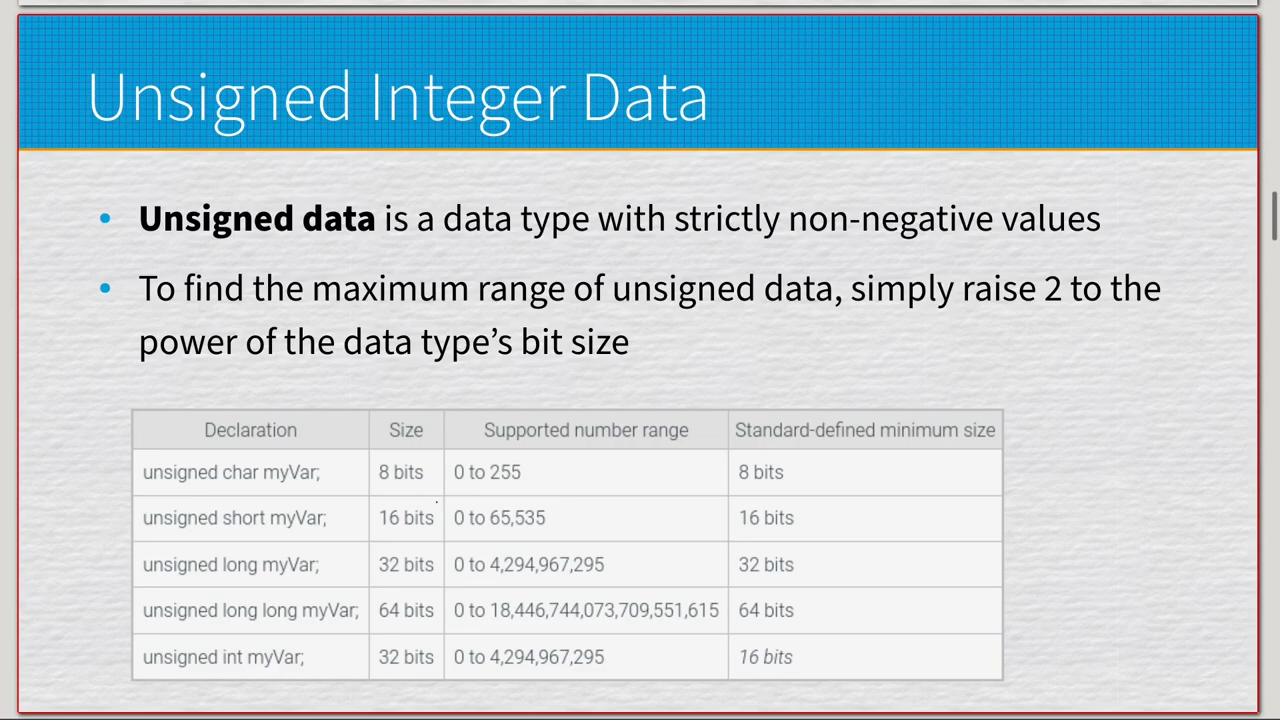 Unsigned Integer Data
• Unsigned data is a data type with strictly non-negative values
• To find the maximum range of unsigned data, simply raise 2 to the
power of the data type’s bit size
Declaration Size Supported number range Standard-defined minimum size
unsigned char myVar; 8 bits 0 to 255 8 bits
unsigned short myVar; 16 bits 0 to 65,535 16 bits
unsigned long myVar; 32 bits 0 to 4,294,967,295 32 bits
unsigned long long myVar; 64 bits 0 to 18,446,744,073,709,551,615 64 bits
unsigned int myVar; 32 bits 0 to 4,294,967,295 16 bits